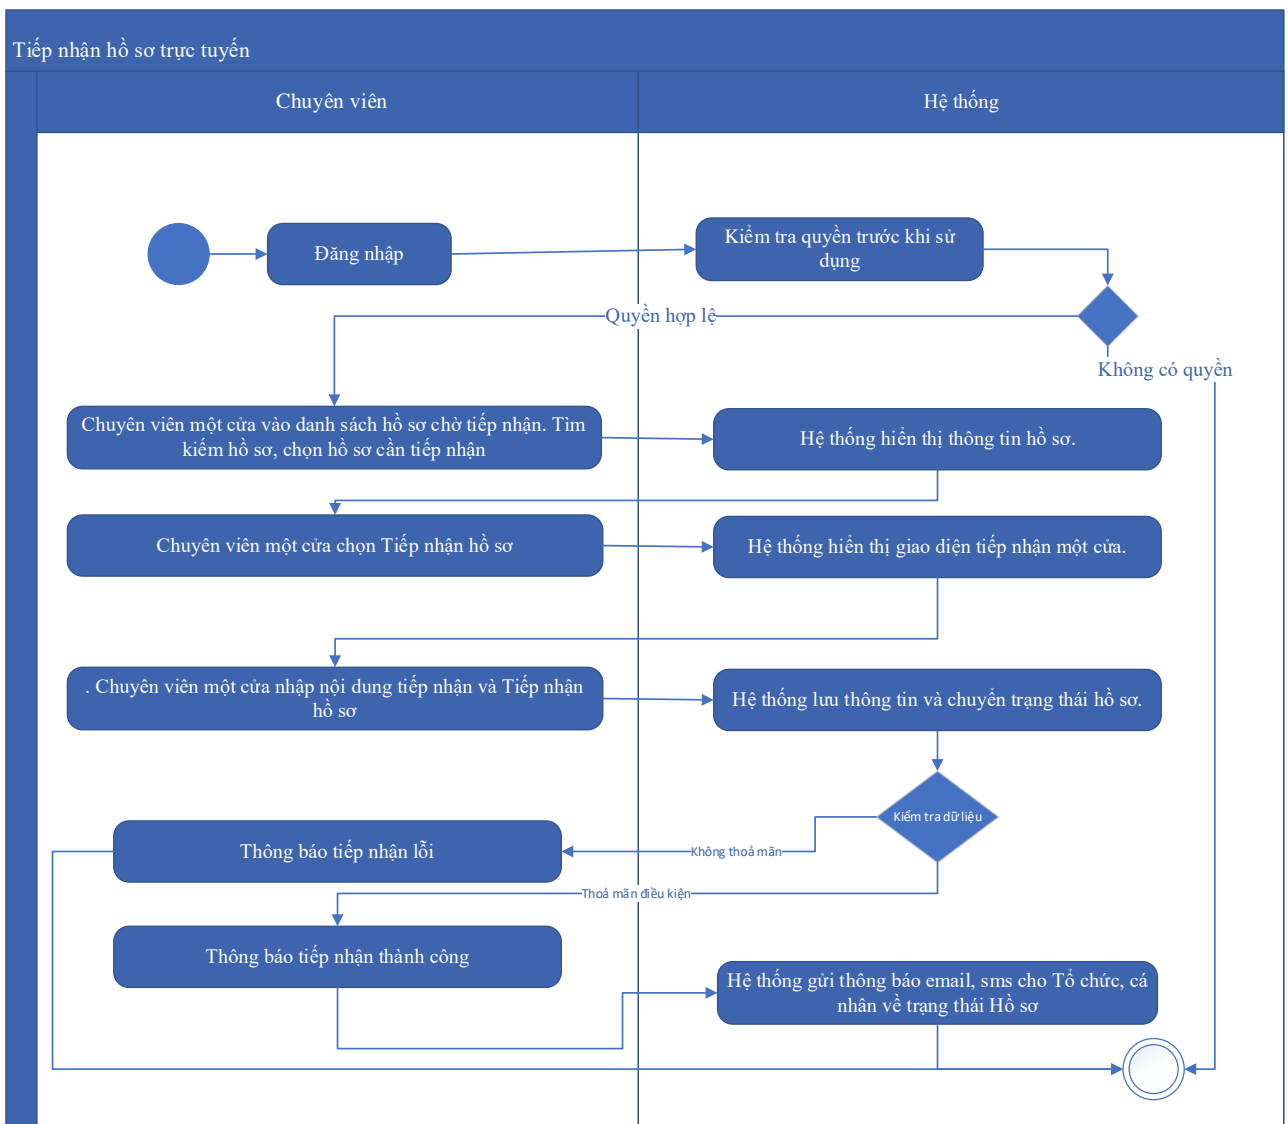 Tiếp nhận hồ sơ trực tuyến
Chuyên viên
Hệ thống
Đăng nhập
Kiểm tra quyền trước khi sử
dụng
Quyền hợp lệ
Không có quyền
Chuyên viên một cửa vào danh sách hồ sơ chờ tiếp nhận. Tìm
kiếm hồ sơ, chọn hồ sơ cần tiếp nhận
Hệ thống hiển thị thông tin hồ sơ.
Chuyên viên một cửa chọn Tiếp nhận hồ sơ
Hệ thống hiển thị giao diện tiếp nhận một cửa.
. Chuyên viên một cửa nhập nội dung tiếp nhận và Tiếp nhận
hồ sơ
Hệ thống lưu thông tin và chuyển trạng thái hồ sơ.
Kiểm tra dữ liệu
Thông báo tiếp nhận lỗi
Không thoả mãn
Thoả mãn điều kiện
Thông báo tiếp nhận thành công
Hệ thống gửi thông báo email, sms cho Tổ chức, cá
nhân về trạng thái Hồ sơ